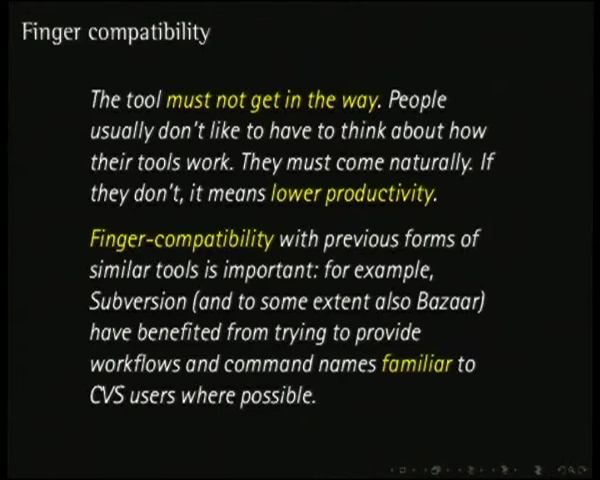 Finger compatibility
The tool must not get in the way. People
usually don't like to have to think about how
their tools work. They must come naturally. If
they don't, it means lower productivity.
Finger-compatibility with previous forms of
similar tools is important: for example,
Subversion (and to some extent also Bazaar)
have benefited from trying to provide
workflows and command names familiar to
CVS users where possible.